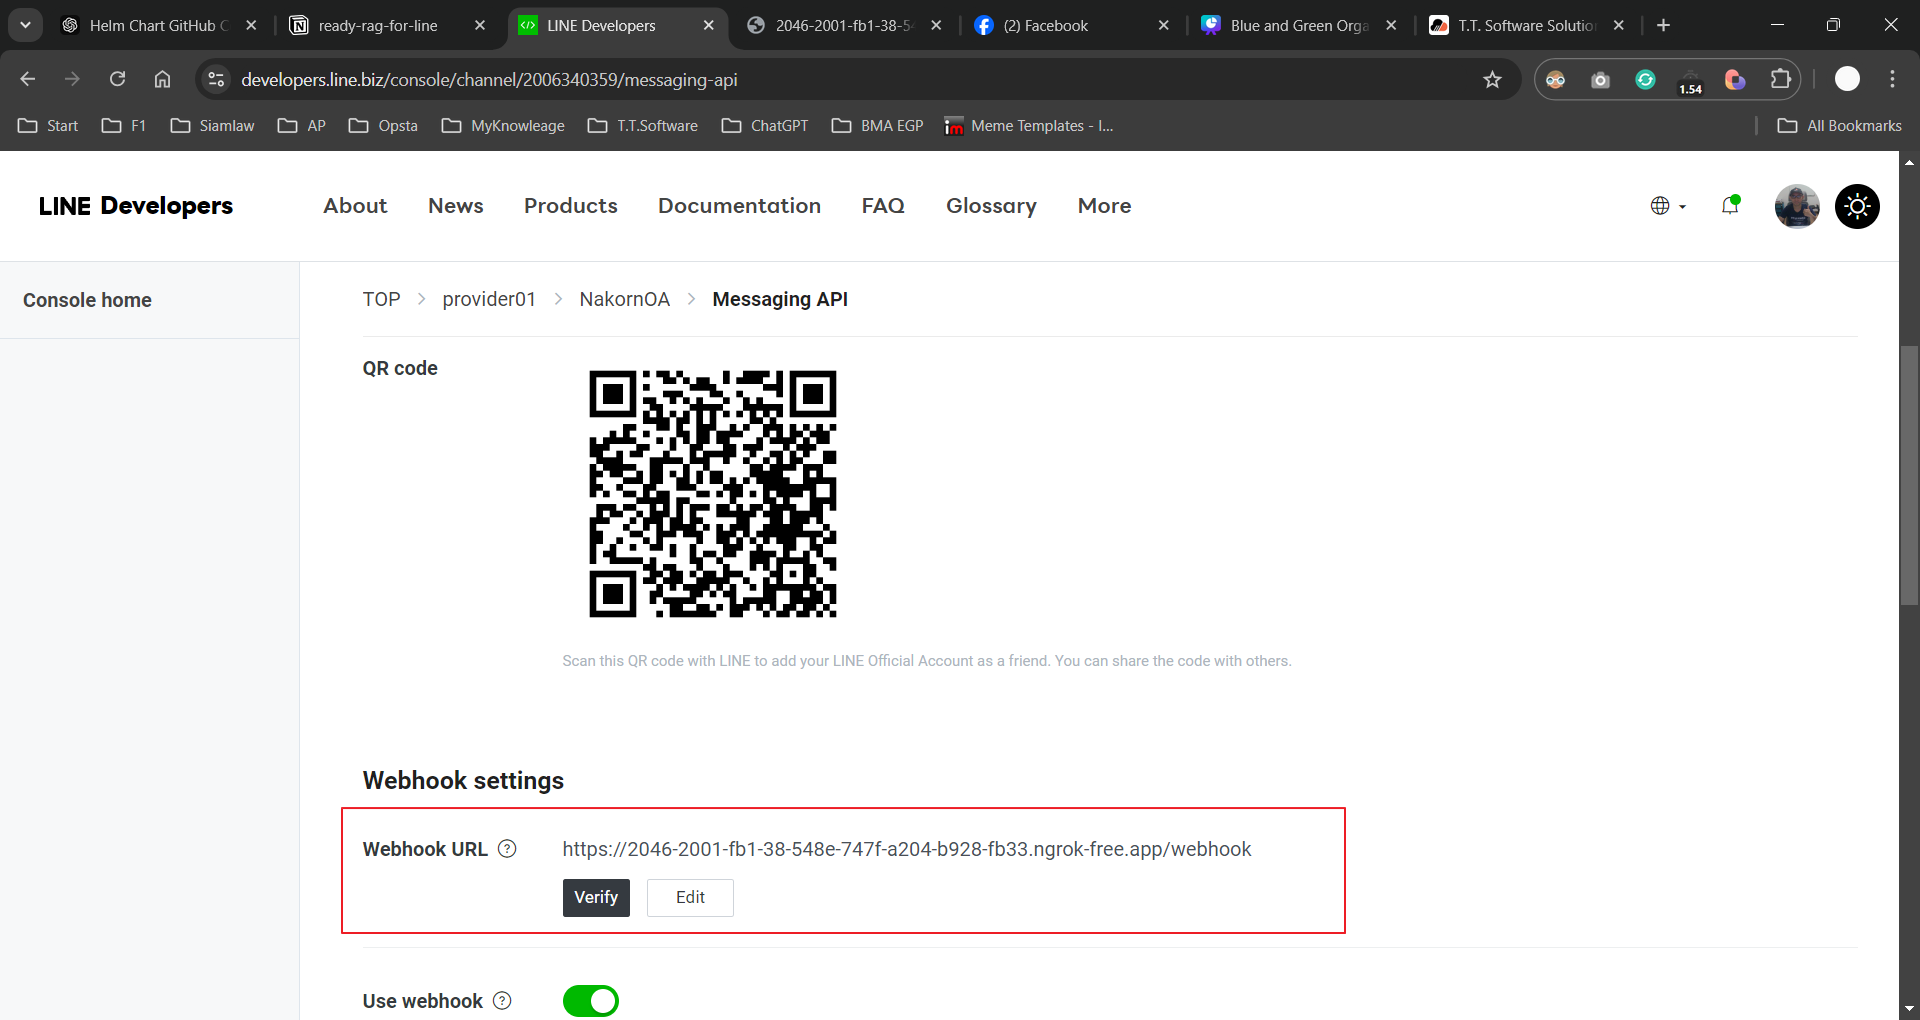 Helm Chart GitHub C
ready-rag-for-line
LINE Developers
2046-2001-fb1-38-54
(2) Facebook
Blue and Green Orga
T.T. Software Solutio
developers.line.biz/console/channel/2006340359/messaging-api
1.54
Start
F1
Siamlaw
AP
Opsta
MyKnowleage
T.T.Software
ChatGPT
BMA EGP
im
Meme Templates - I...
All Bookmarks
LINE Developers
About
News
Products
Documentation
FAQ
Glossary
More
Console home
TOP > provider01 > NakornOA > Messaging API
QR code
Scan this QR code with LINE to add your LINE Official Account as a friend. You can share the code with others.
Webhook settings
Webhook URL ?
https://2046-2001-fb1-38-548e-747f-a204-b928-fb33.ngrok-free.app/webhook
Verify
Edit
Use webhook ?